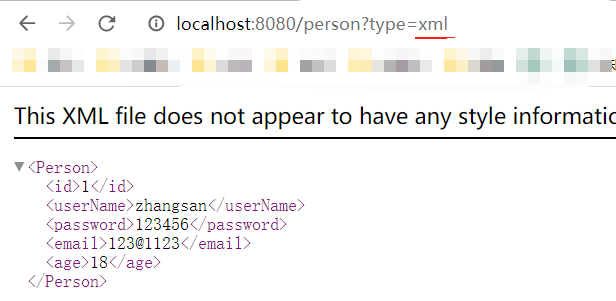 localhost:8080/person?type=xml
This XML file does not appear to have any style informatio
<Person>
<id>1</id>
<userName>zhangsan</userName>
<password>123456</password>
<email>123@1123</email>
<age>18</age>
</Person>